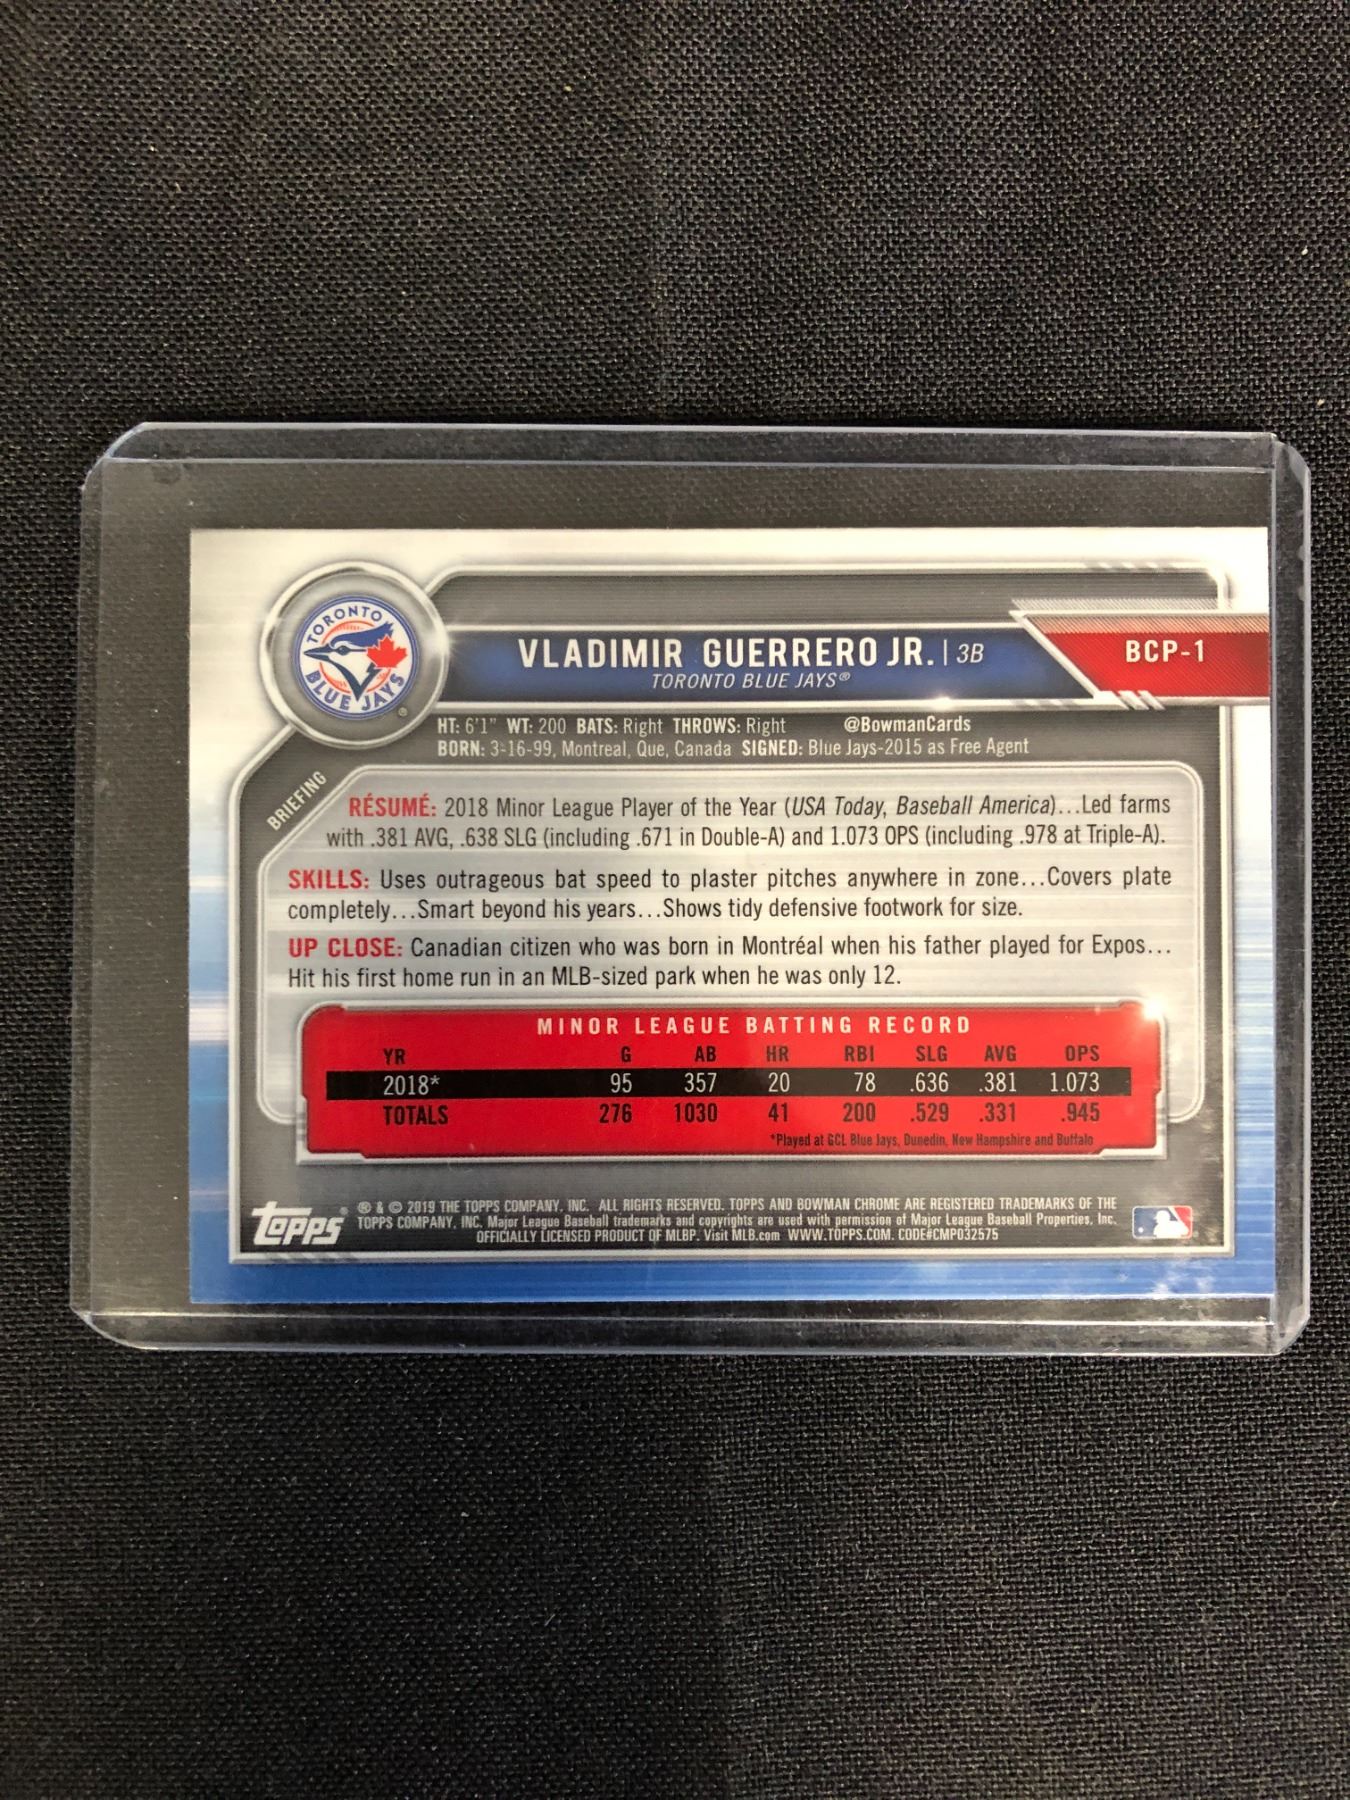 TORONTO
BLUE JAYS
®
VLADIMIR GUERRERO JR. | 3B
TORONTO BLUE JAYS®
BCP-1
HT: 6'1" WT: 200 BATS: Right THROWS: Right @BowmanCards
BORN: 3-16-99, Montreal, Que, Canada SIGNED: Blue Jays-2015 as Free Agent
BRIEFING
RÉSUMÉ: 2018 Minor League Player of the Year (USA Today, Baseball America)...Led farms
with .381 AVG, .638 SLG (including .671 in Double-A) and 1.073 OPS (including .978 at Triple-A).
SKILLS: Uses outrageous bat speed to plaster pitches anywhere in zone...Covers plate
completely...Smart beyond his years...Shows tidy defensive footwork for size.
UP CLOSE: Canadian citizen who was born in Montréal when his father played for Expos...
Hit his first home run in an MLB-sized park when he was only 12.
MINOR LEAGUE BATTING RECORD
YR G AB HR RBI SLG AVG OPS
2018* 95 357 20 78 .636 .381 1.073
TOTALS 276 1030 41 200 .529 .331 .945
*Played at GCL Blue Jays, Dunedin, New Hampshire and Buffalo
Topps®
® & © 2019 THE TOPPS COMPANY, INC. ALL RIGHTS RESERVED. TOPPS AND BOWMAN CHROME ARE REGISTERED TRADEMARKS OF THE
TOPPS COMPANY, INC. Major League Baseball trademarks and copyrights are used with permission of Major League Baseball Properties, Inc.
OFFICIALLY LICENSED PRODUCT OF MLBP. Visit MLB.com WWW.TOPPS.COM. CODE#CMP032575